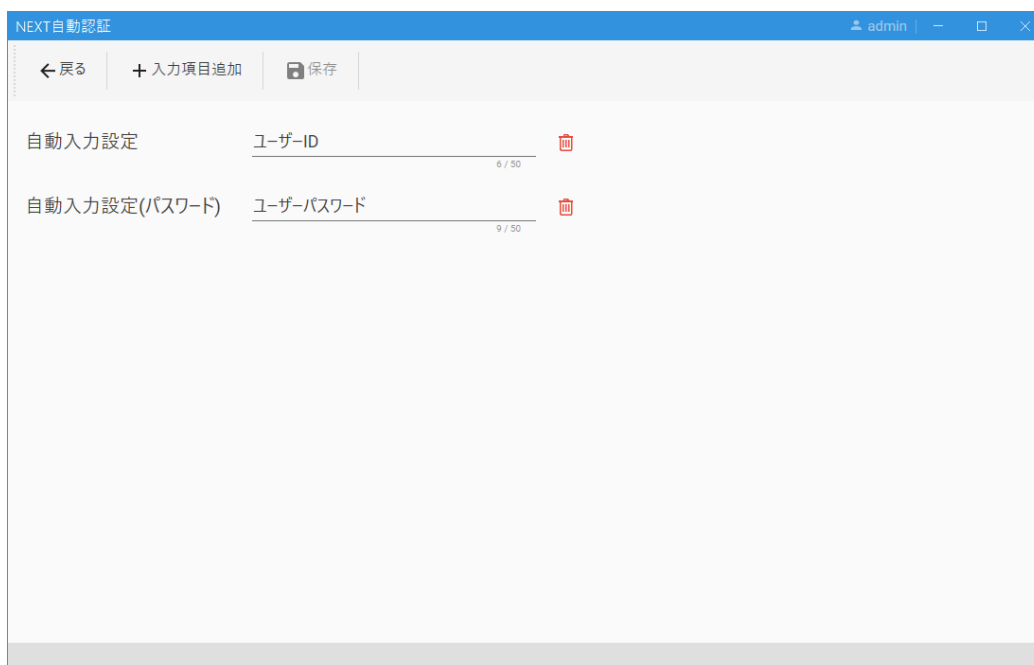 NEXT自動認証
admin
戻る
入力項目追加
保存
自動入力設定
ユーザーID
6 / 50
自動入力設定(パスワード)
ユーザーパスワード
9 / 50